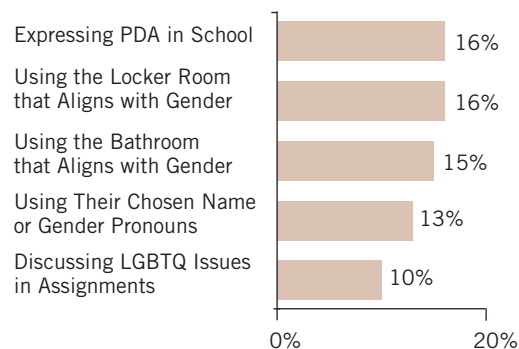 Expressing PDA in School
16%
Using the Locker Room
that Aligns with Gender
16%
Using the Bathroom
that Aligns with Gender
15%
Using Their Chosen Name
or Gender Pronouns
13%
Discussing LGBTQ Issues
in Assignments
10%
0%
20%